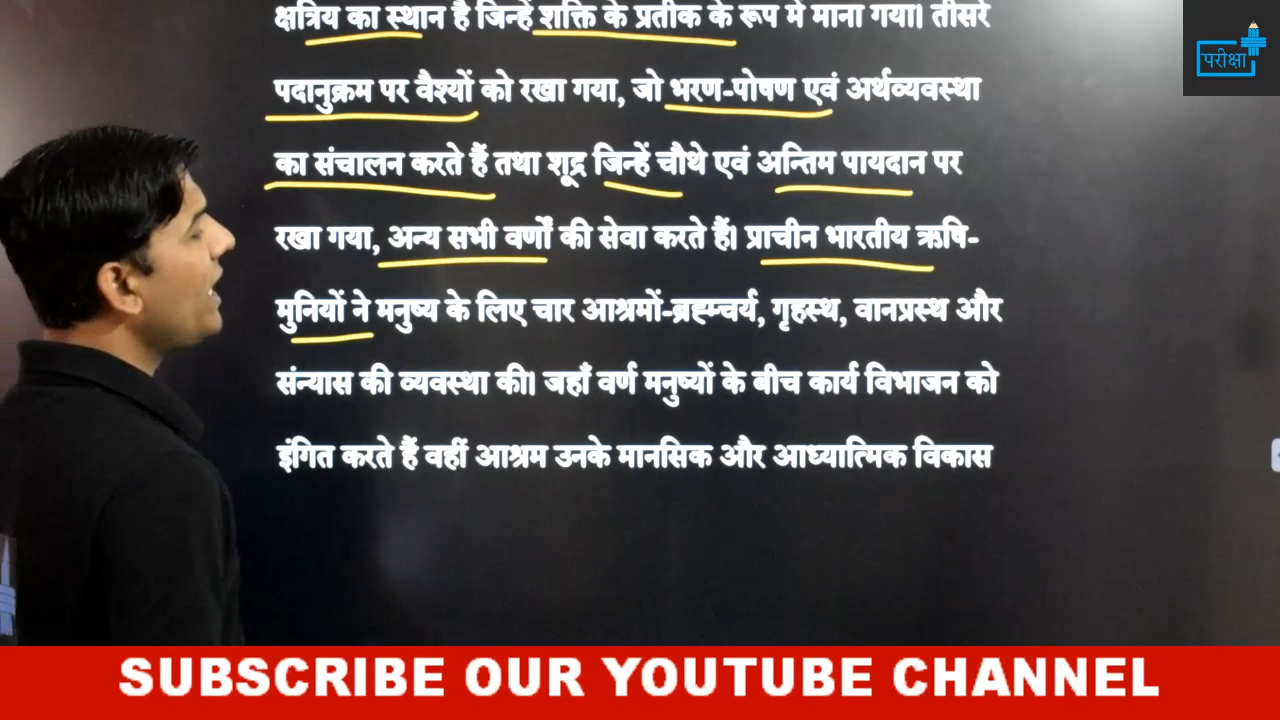 क्षत्रिय का स्थान है जिन्हें शक्ति के प्रतीक के रूप में माना गया। तीसरे
परीक्षा
पदानुक्रम पर वैश्यों को रखा गया, जो भरण-पोषण एवं अर्थव्यवस्था
का संचालन करते हैं तथा शूद्र जिन्हें चौथे एवं अन्तिम पायदान पर
रखा गया, अन्य सभी वर्णों की सेवा करते हैं। प्राचीन भारतीय ऋषि-
मुनियों ने मनुष्य के लिए चार आश्रमों-ब्रह्म्चर्य, गृहस्थ, वानप्रस्थ और
संन्यास की व्यवस्था की। जहाँ वर्ण मनुष्यों के बीच कार्य विभाजन को
इंगित करते हैं वहीं आश्रम उनके मानसिक और आध्यात्मिक विकास
SUBSCRIBE OUR YOUTUBE CHANNEL